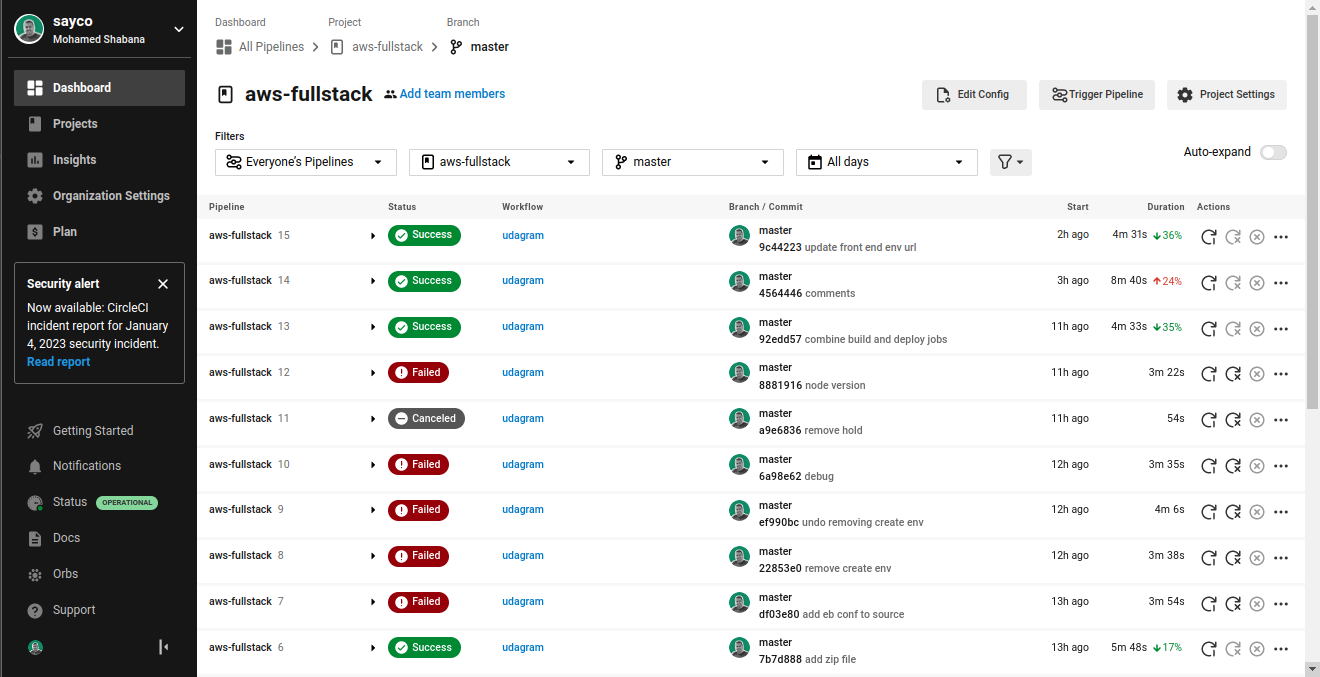 sayco
Mohamed Shabana
Dashboard
Projects
Insights
Organization Settings
Plan
Security alert
Now available: CircleCI
incident report for January
4, 2023 security incident.
Read report
Getting Started
Notifications
Status OPERATIONAL
Docs
Orbs
Support
Dashboard Project Branch
All Pipelines aws-fullstack master
aws-fullstack Add team members
Edit Config Trigger Pipeline Project Settings
Filters
Everyone's Pipelines aws-fullstack master All days
Auto-expand
Pipeline Status Workflow Branch / Commit Start Duration Actions
aws-fullstack 15 Success udagram master 2h ago 4m 31s 36%
9c44223 update front end env url
aws-fullstack 14 Success udagram master 3h ago 8m 40s 24%
4564446 comments
aws-fullstack 13 Success udagram master 11h ago 4m 33s 35%
92edd57 combine build and deploy jobs
aws-fullstack 12 Failed udagram master 11h ago 3m 22s
8881916 node version
aws-fullstack 11 Canceled udagram master 11h ago 54s
a9e6836 remove hold
aws-fullstack 10 Failed udagram master 12h ago 3m 35s
6a98e62 debug
aws-fullstack 9 Failed udagram master 12h ago 4m 6s
ef990bc undo removing create env
aws-fullstack 8 Failed udagram master 12h ago 3m 38s
22853e0 remove create env
aws-fullstack 7 Failed udagram master 13h ago 3m 54s
df03e80 add eb conf to source
aws-fullstack 6 Success udagram master 13h ago 5m 48s 17%
7b7d888 add zip file